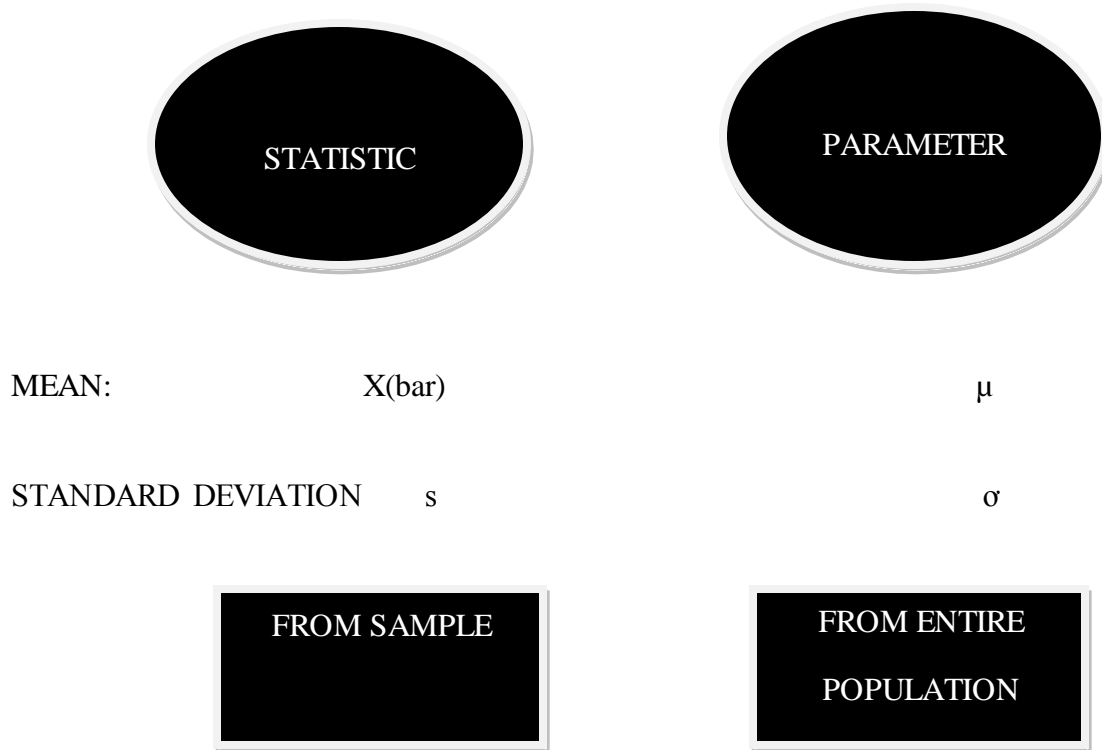 STATISTIC
PARAMETER
MEAN: X(bar) μ
STANDARD DEVIATION s σ
FROM SAMPLE
FROM ENTIRE
POPULATION